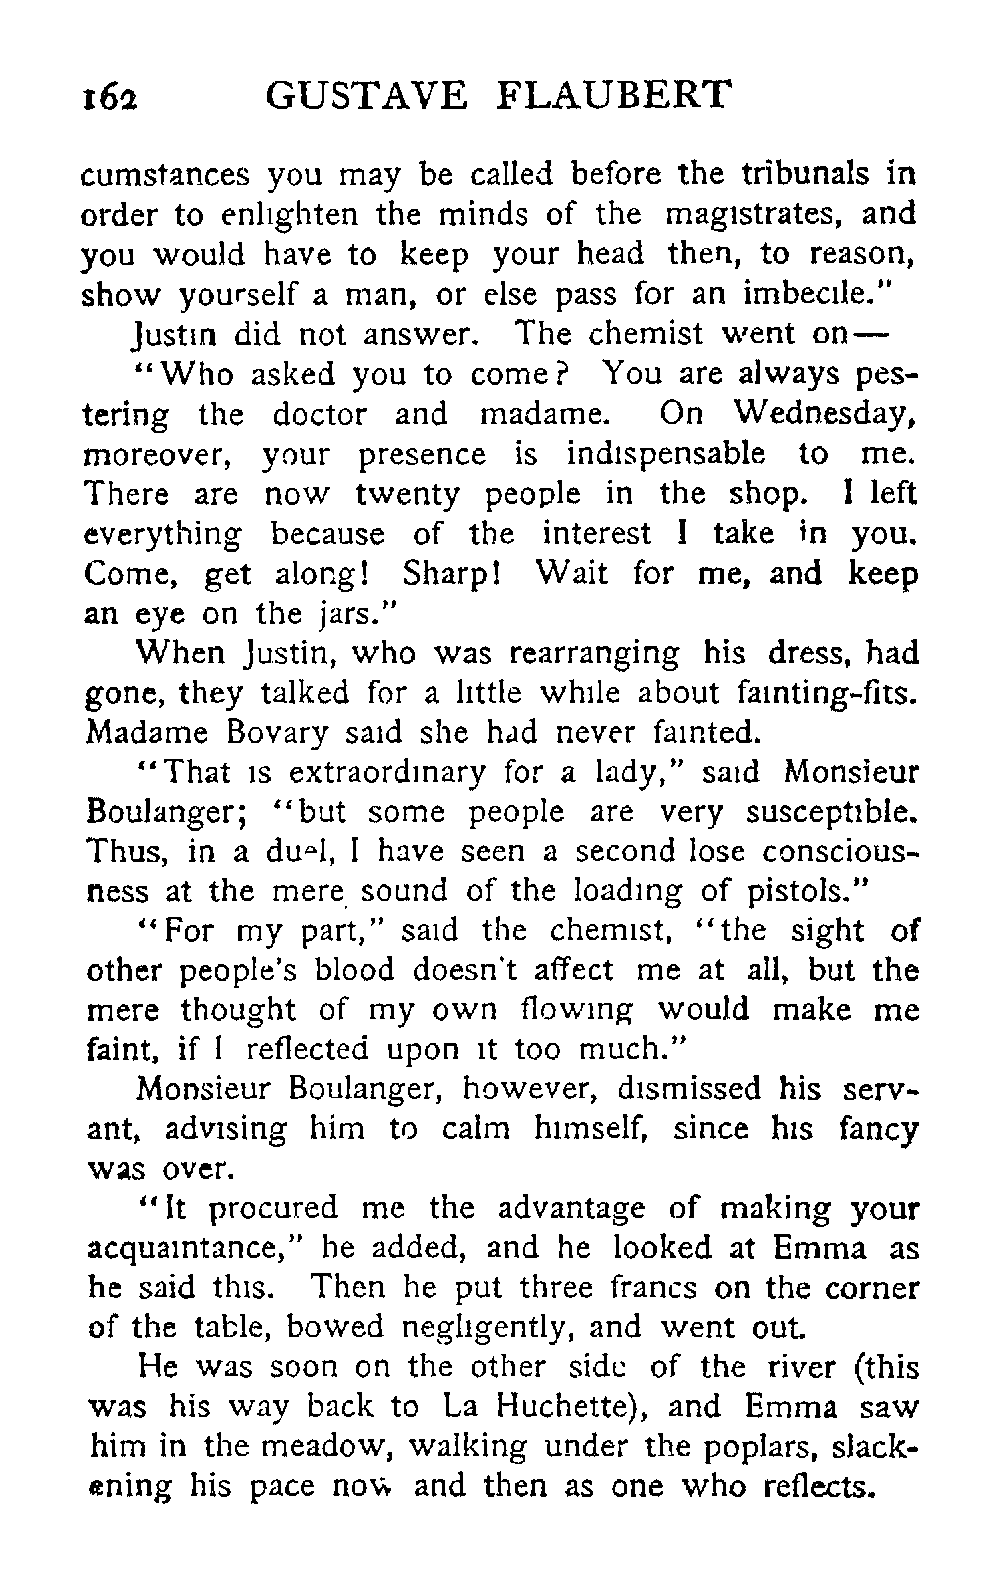 162 GUSTAVE FLAUBERT
cumstances you may be called before the tribunals in
order to enlighten the minds of the magistrates, and
you would have to keep your head then, to reason,
show yourself a man, or else pass for an imbecile."
Justin did not answer. The chemist went on—
"Who asked you to come? You are always pes-
tering the doctor and madame. On Wednesday,
moreover, your presence is indispensable to me.
There are now twenty people in the shop. I left
everything because of the interest I take in you.
Come, get along! Sharp! Wait for me, and keep
an eye on the jars."
When Justin, who was rearranging his dress, had
gone, they talked for a little while about fainting-fits.
Madame Bovary said she had never fainted.
"That is extraordinary for a lady," said Monsieur
Boulanger; "but some people are very susceptible.
Thus, in a duel, I have seen a second lose conscious-
ness at the mere sound of the loading of pistols."
"For my part," said the chemist, "the sight of
other people's blood doesn't affect me at all, but the
mere thought of my own flowing would make me
faint, if I reflected upon it too much."
Monsieur Boulanger, however, dismissed his serv-
ant, advising him to calm himself, since his fancy
was over.
"It procured me the advantage of making your
acquaintance," he added, and he looked at Emma as
he said this. Then he put three francs on the corner
of the table, bowed negligently, and went out.
He was soon on the other side of the river (this
was his way back to La Huchette), and Emma saw
him in the meadow, walking under the poplars, slack-
ening his pace now and then as one who reflects.